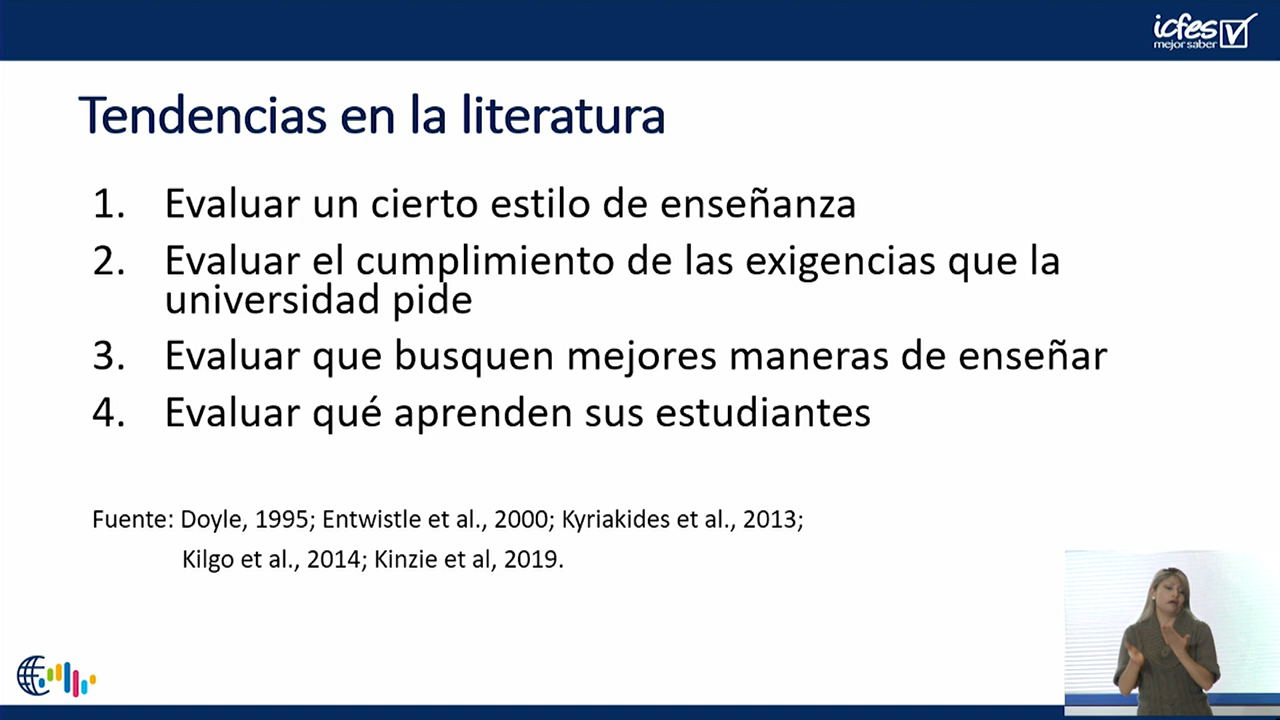 icfes
mejor saber
Tendencias en la literatura
1. Evaluar un cierto estilo de enseñanza
2. Evaluar el cumplimiento de las exigencias que la
universidad pide
3. Evaluar que busquen mejores maneras de enseñar
4. Evaluar qué aprenden sus estudiantes
Fuente: Doyle, 1995; Entwistle et al., 2000; Kyriakides et al., 2013;
Kilgo et al., 2014; Kinzie et al, 2019.